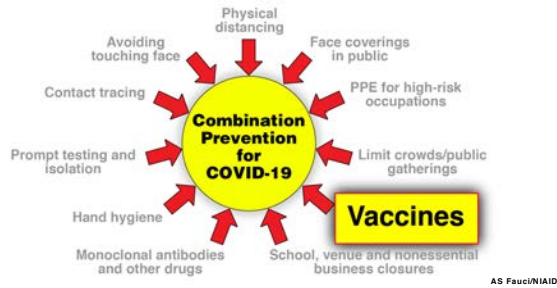 Physical
distancing
Avoiding
touching face
Face coverings
in public
Contact tracing
PPE for high-risk
occupations
Combination
Prevention
for
COVID-19
Prompt testing and
isolation
Limit crowds/public
gatherings
Hand hygiene
Vaccines
Monoclonal antibodies
and other drugs
School, venue and nonessential
business closures
AS Fauci/NIAID